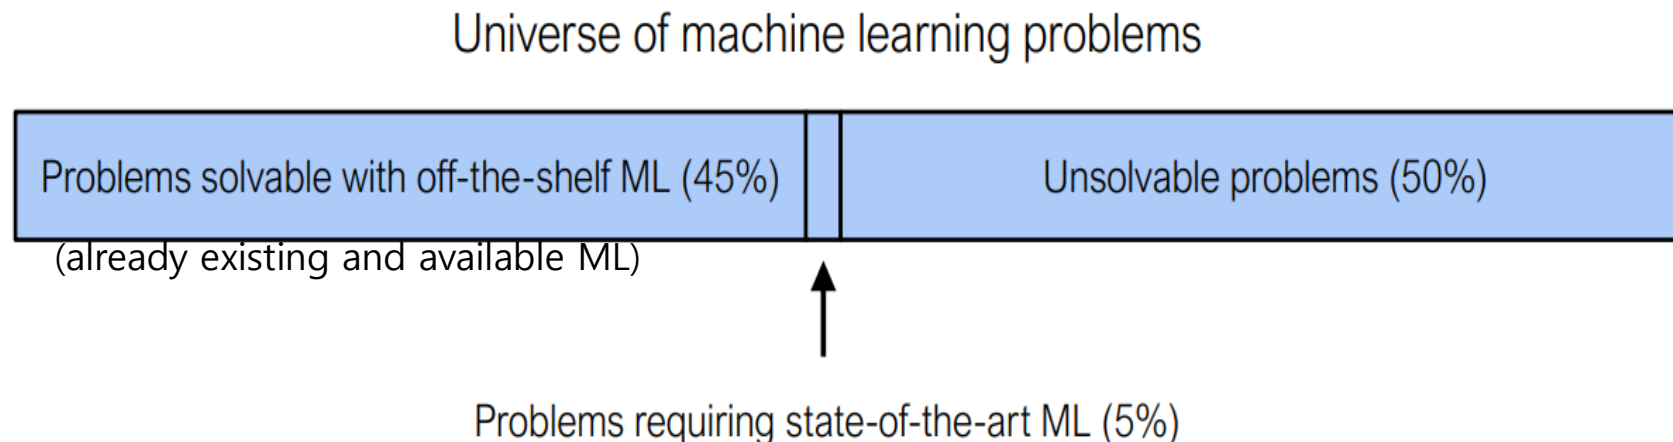 Universe of machine learning problems
Problems solvable with off-the-shelf ML (45%)
Unsolvable problems (50%)
(already existing and available ML)
Problems requiring state-of-the-art ML (5%)